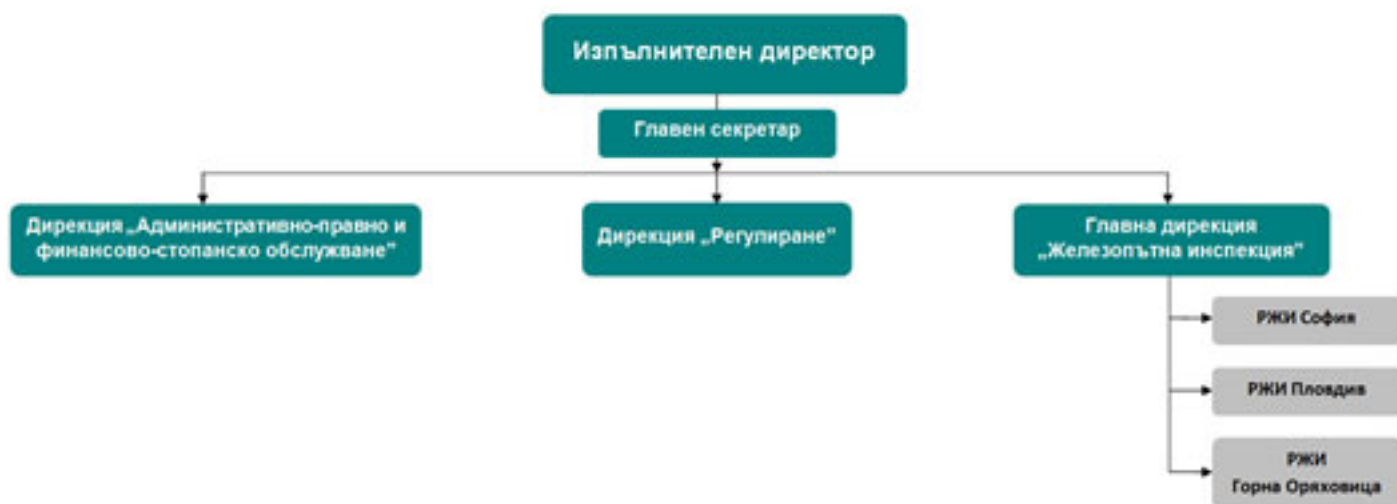 Изпълнителен директор
Главен секретар
Дирекция „Административно-правно и
финансово-стопанско обслужване”
Дирекция „Регулиране”
Главна дирекция
„Железопътна инспекция”
РЖИ София
РЖИ Пловдив
РЖИ
Горна Оряховица